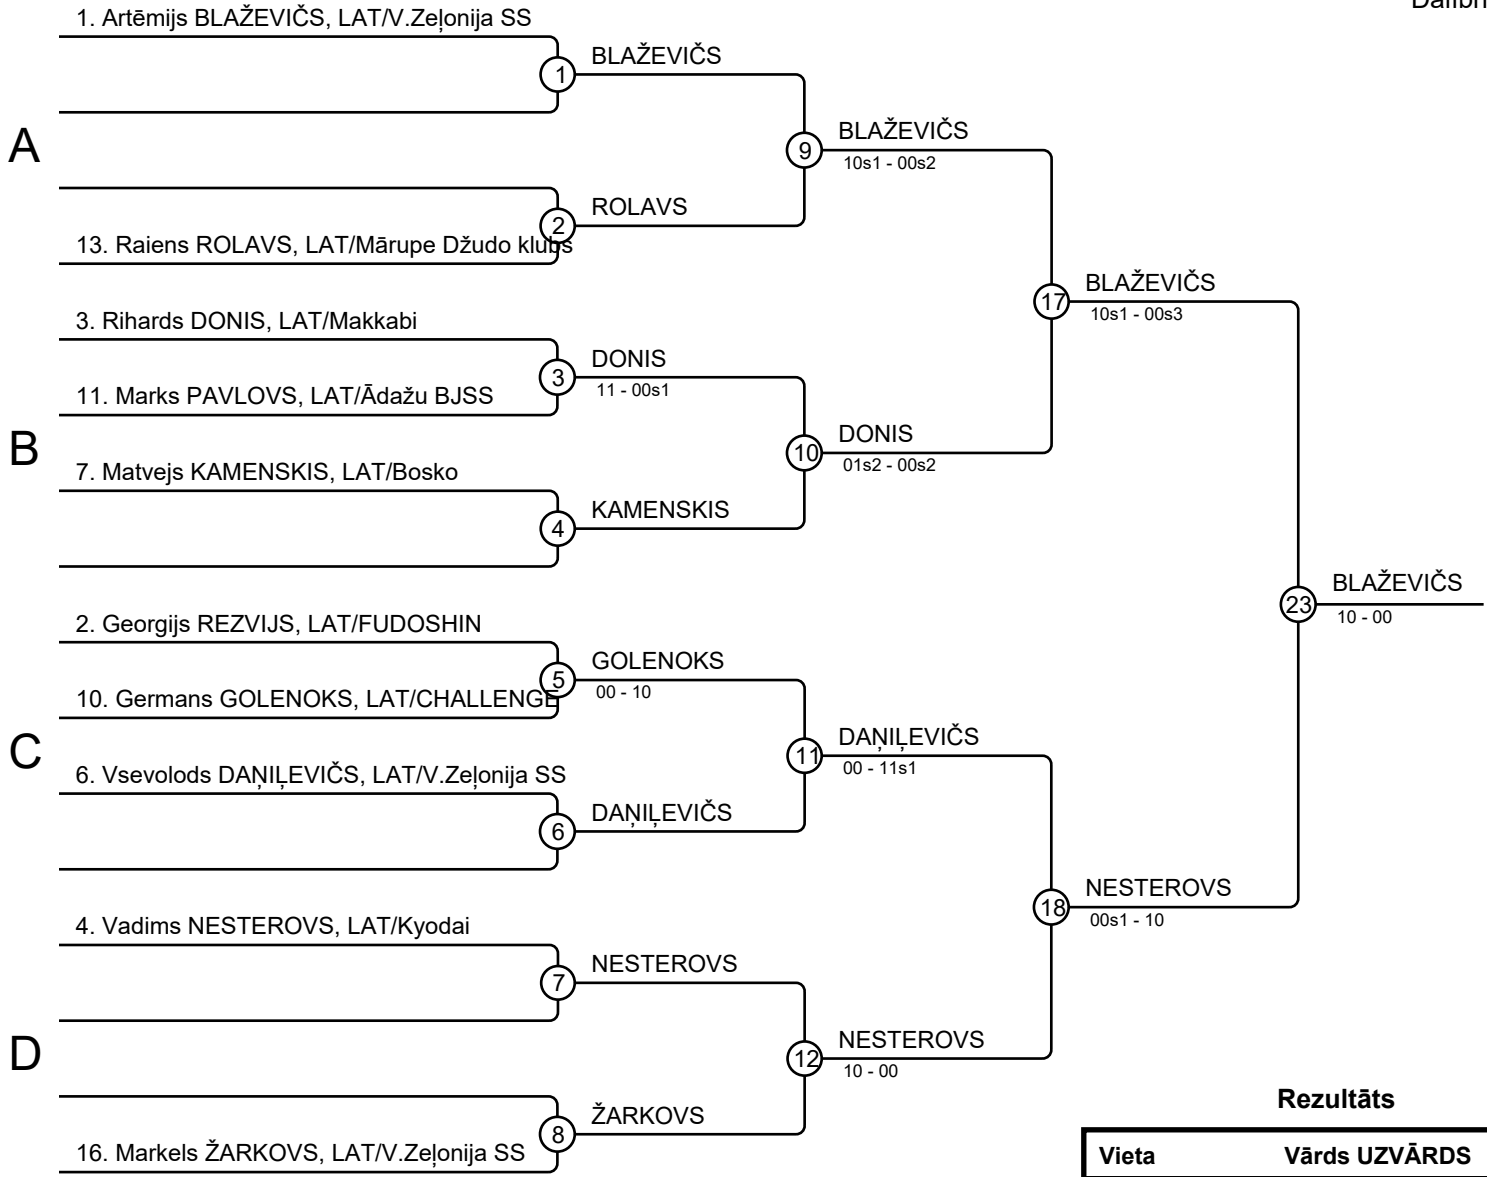 Dalībn
1. Artēmijs BLAŽEVIČS, LAT/V.Zeļonija SS
1
BLAŽEVIČS
A
9
BLAŽEVIČS
10s1 - 00s2
2
ROLAVS
13. Raiens ROLAVS, LAT/Mārupe Džudo klubs
17
BLAŽEVIČS
10s1 - 00s3
3. Rihards DONIS, LAT/Makkabi
3
DONIS
11 - 00s1
11. Marks PAVLOVS, LAT/Ādažu BJSS
B
10
DONIS
01s2 - 00s2
7. Matvejs KAMENSKIS, LAT/Bosko
4
KAMENSKIS
23
BLAŽEVIČS
10 - 00
2. Georgijs REZVIJS, LAT/FUDOSHIN
5
GOLENOKS
00 - 10
10. Germans GOLENOKS, LAT/CHALLENGE
C
11
DAŅIĻEVIČS
00 - 11s1
6. Vsevolods DAŅIĻEVIČS, LAT/V.Zeļonija SS
6
DAŅIĻEVIČS
18
NESTEROVS
00s1 - 10
4. Vadims NESTEROVS, LAT/Kyodai
7
NESTEROVS
D
12
NESTEROVS
10 - 00
8
ŽARKOVS
16. Markels ŽARKOVS, LAT/V.Zeļonija SS
Rezultāts
Vieta Vārds UZVĀRDS